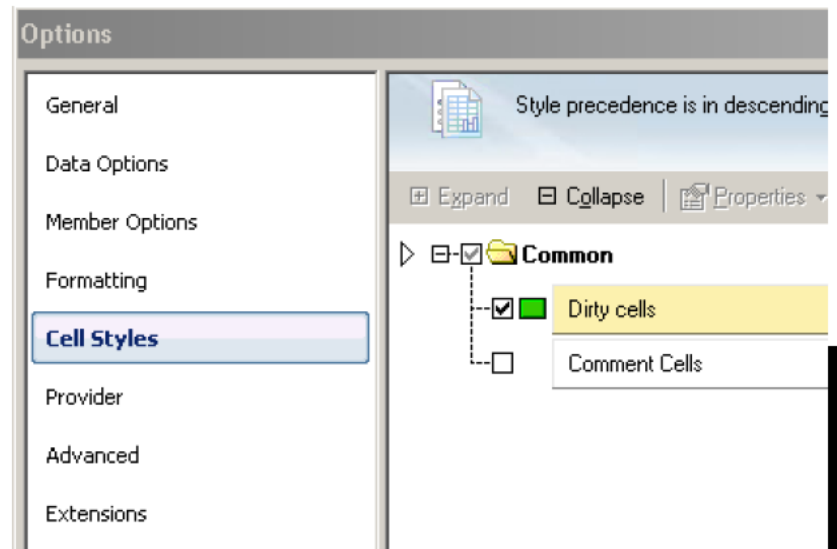 Options
General
Data Options
Member Options
Formatting
Cell Styles
Provider
Advanced
Extensions
Style precedence is in descending
Expand Collapse Properties
Common
Dirty cells
Comment Cells